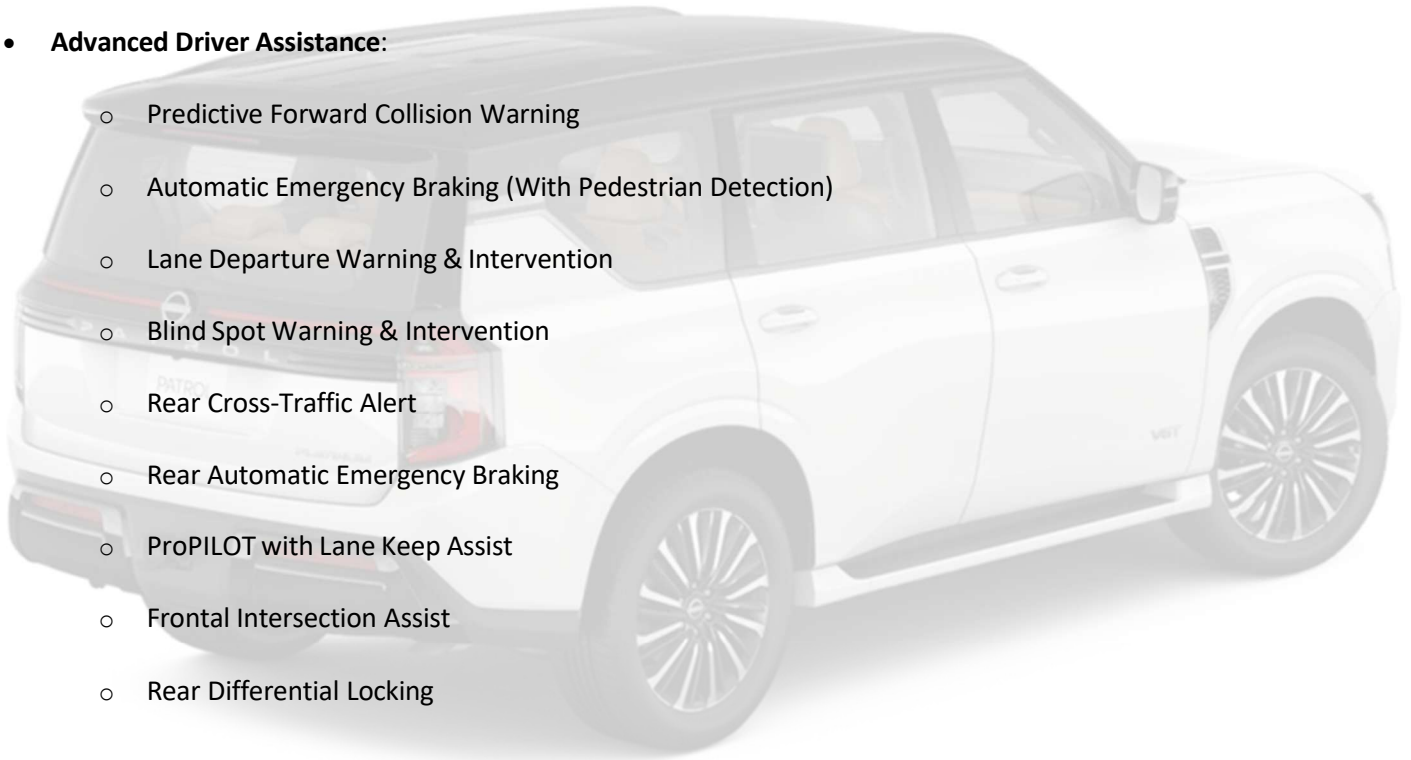 • Advanced Driver Assistance:
o Predictive Forward Collision Warning
o Automatic Emergency Braking (With Pedestrian Detection)
o Lane Departure Warning & Intervention
o Blind Spot Warning & Intervention
PATROL
o Rear Cross-Traffic Alert
V6T
PLATINUM
o Rear Automatic Emergency Braking
o ProPILOT with Lane Keep Assist
o Frontal Intersection Assist
o Rear Differential Locking